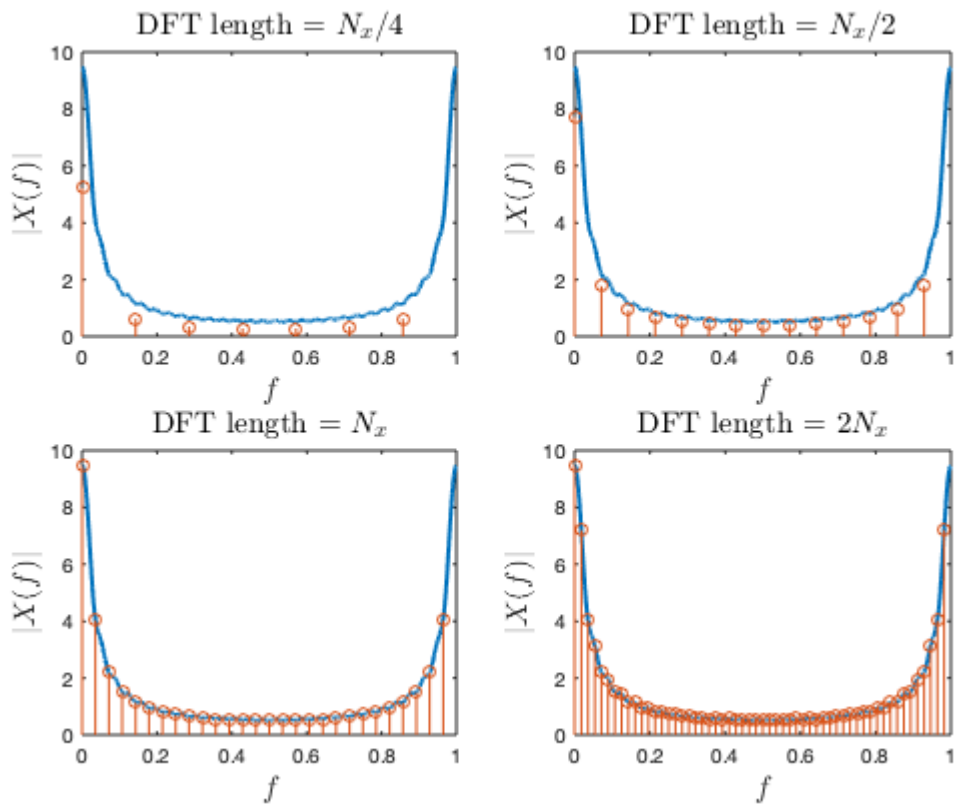 DFT length = N_x/4
10
8
6
4
2
0
|X(f)|
0 0.2 0.4 0.6 0.8 1
f
DFT length = N_x/2
10
8
6
4
2
0
|X(f)|
0 0.2 0.4 0.6 0.8 1
f
DFT length = N_x
10
8
6
4
2
0
|X(f)|
0 0.2 0.4 0.6 0.8 1
f
DFT length = 2N_x
10
8
6
4
2
0
|X(f)|
0 0.2 0.4 0.6 0.8 1
f